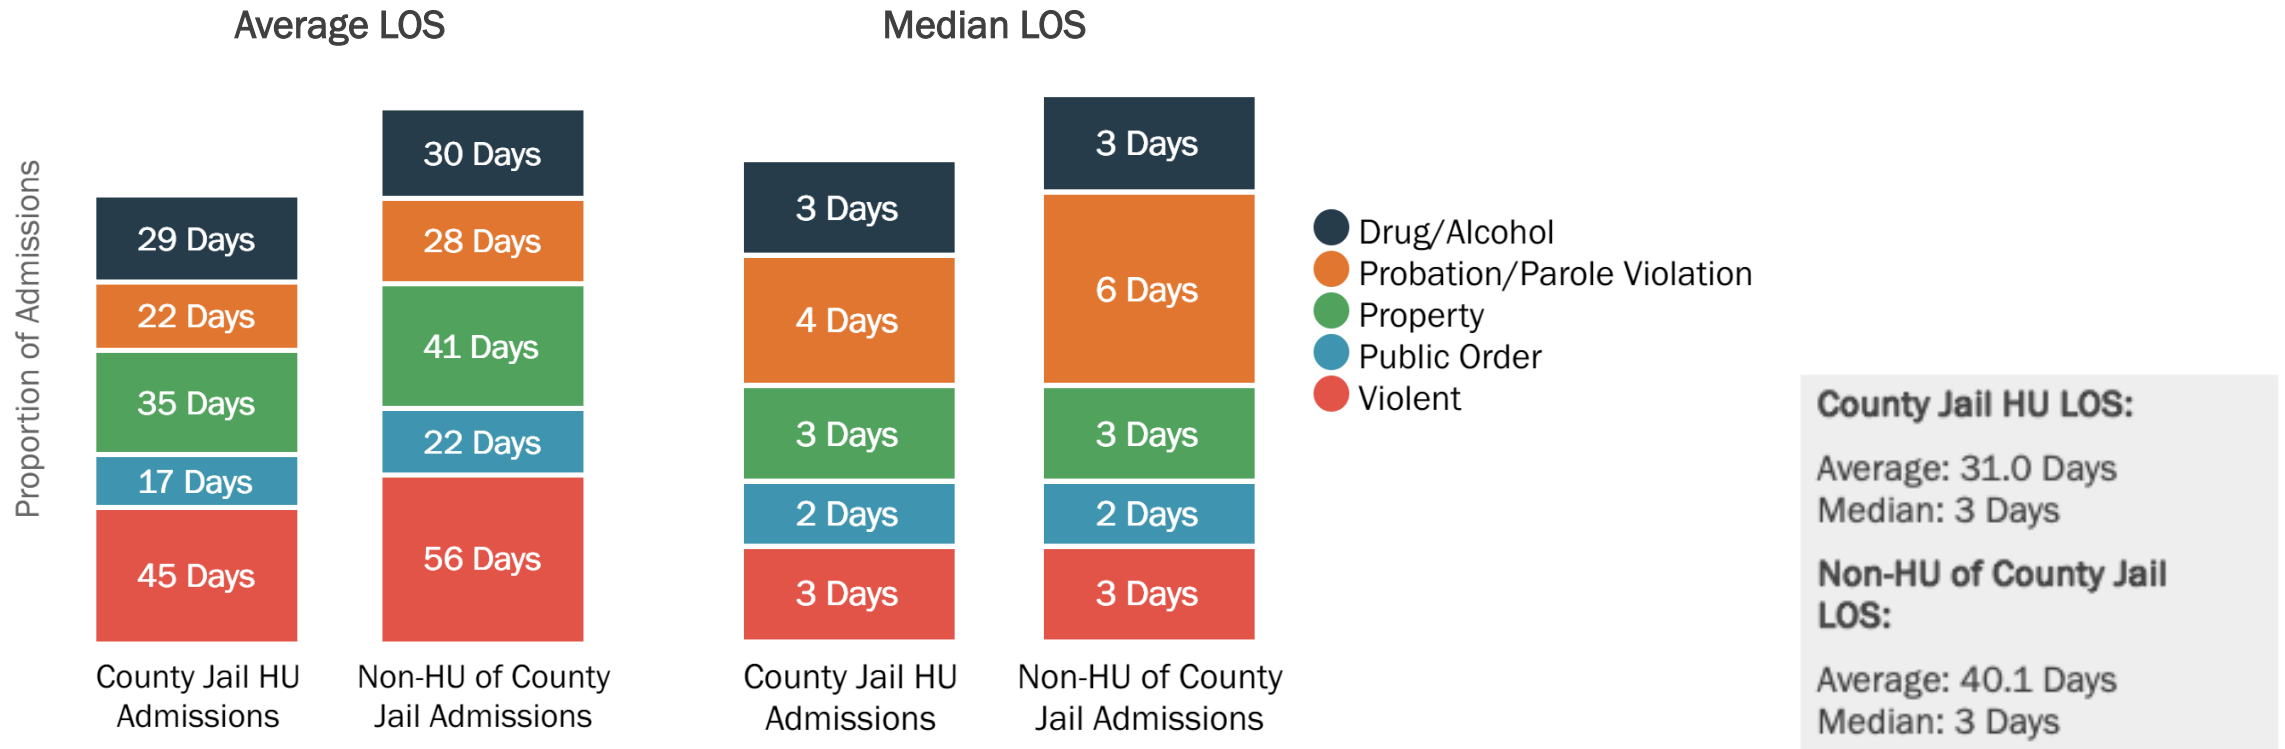 Average LOS
Median LOS
Proportion of Admissions
29 Days
22 Days
35 Days
17 Days
45 Days
County Jail HU
Admissions
30 Days
28 Days
41 Days
22 Days
56 Days
Non-HU of County
Jail Admissions
3 Days
4 Days
3 Days
2 Days
3 Days
County Jail HU
Admissions
3 Days
6 Days
3 Days
2 Days
3 Days
Non-HU of County
Jail Admissions
Drug/Alcohol
Probation/Parole Violation
Property
Public Order
Violent
County Jail HU LOS:
Average: 31.0 Days
Median: 3 Days
Non-HU of County Jail
LOS:
Average: 40.1 Days
Median: 3 Days